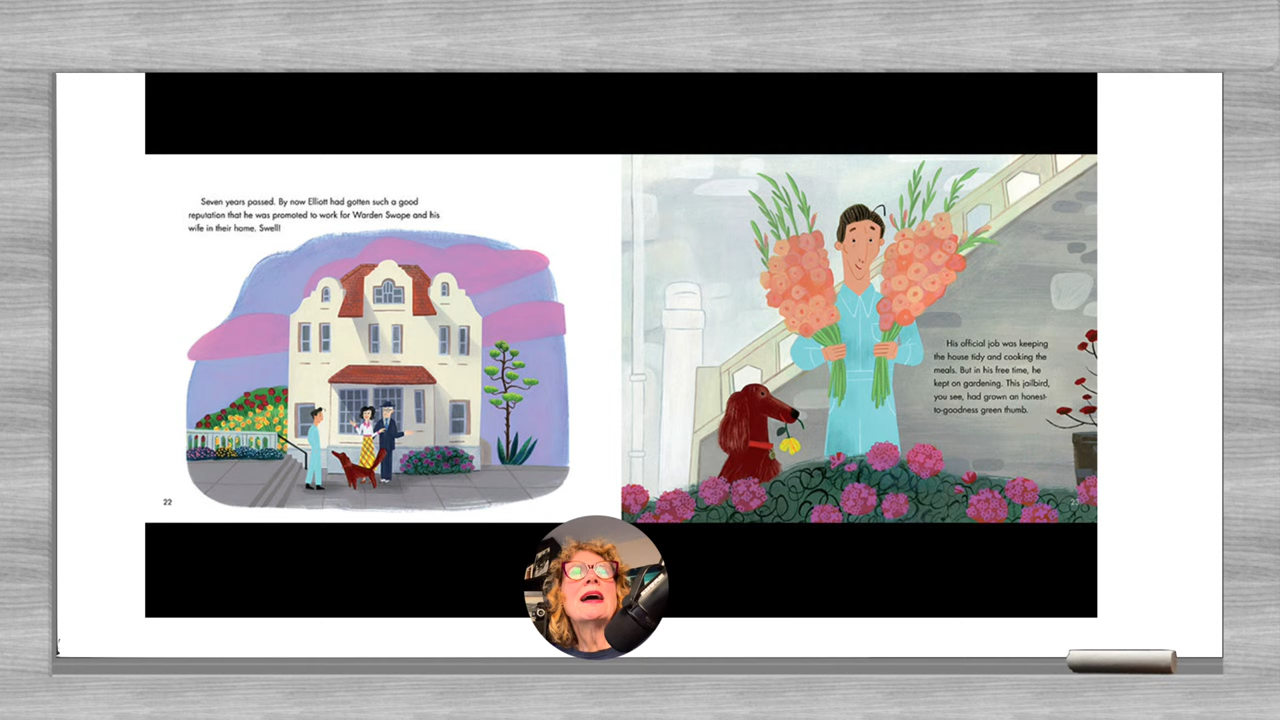 Seven years passed. By now Elliott had gotten such a good
reputation that he was promoted to work for Warden Swope and his
wife in their home. Swell!
22
His official job was keeping
the house tidy and cooking the
meals. But in his free time, he
kept on gardening. This jailbird,
you see, had grown an honest-
to-goodness green thumb.
23